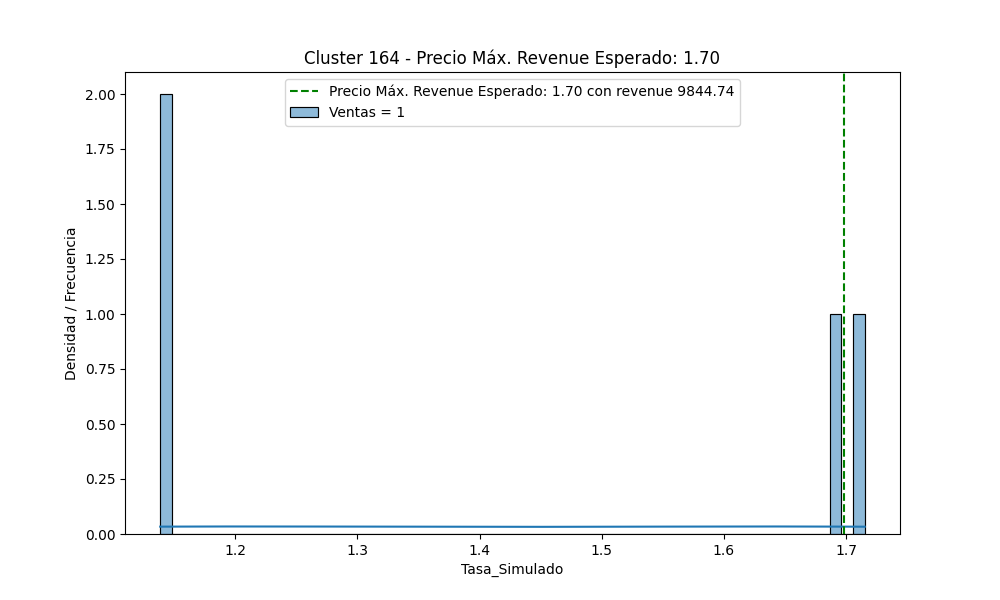 Cluster 164 - Precio Máx. Revenue Esperado: 1.70
Precio Máx. Revenue Esperado: 1.70 con revenue 9844.74
Ventas = 1
Densidad / Frecuencia
2.00
1.75
1.50
1.25
1.00
0.75
0.50
0.25
0.00
1.2 1.3 1.4 1.5 1.6 1.7
Tasa_Simulado